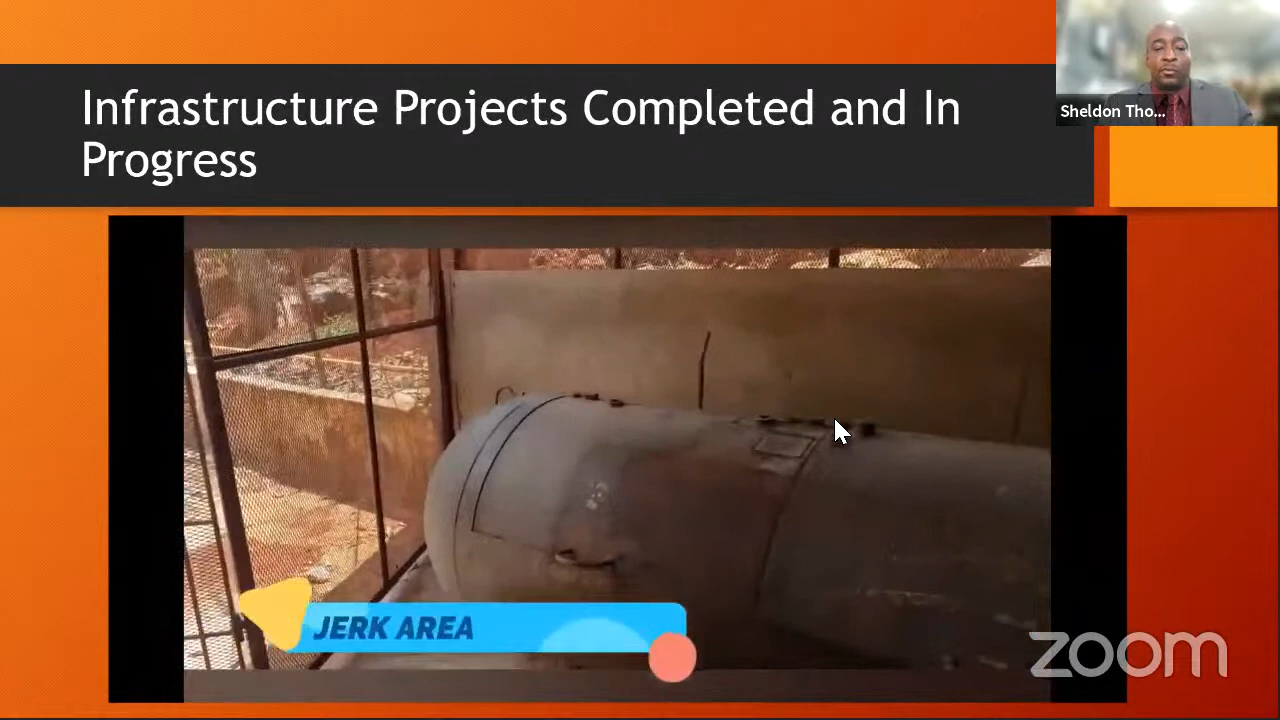 Infrastructure Projects Completed and In
Progress
Sheldon Tho...
JERK AREA
zoom